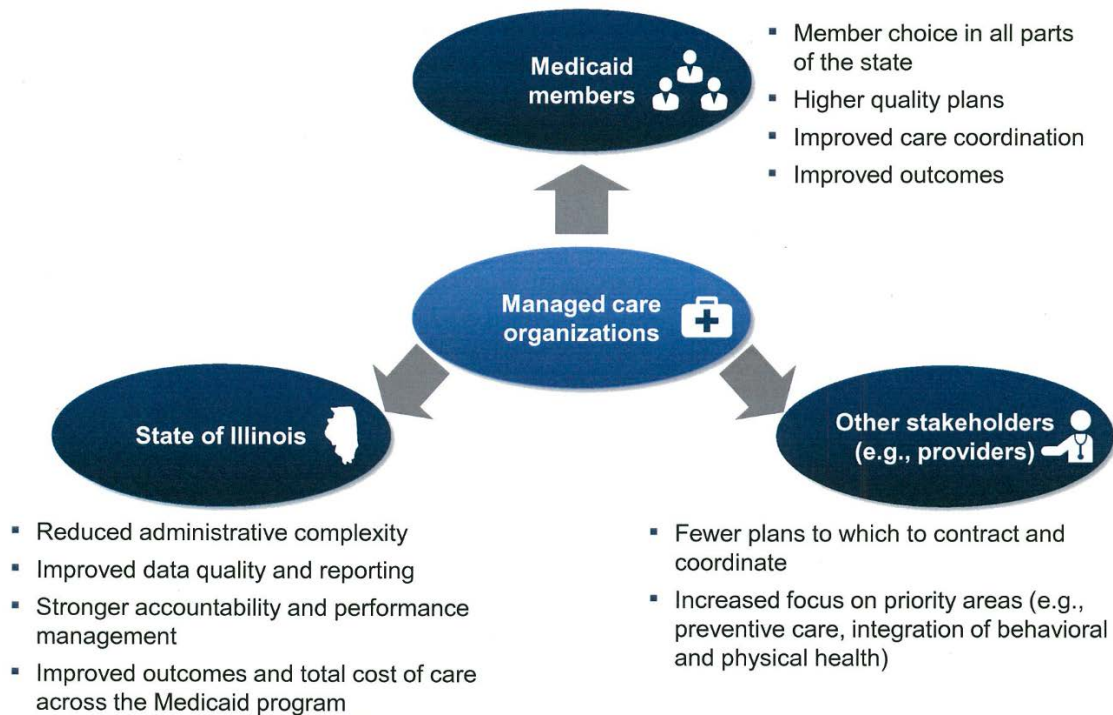 Medicaid
members
▪ Member choice in all parts
of the state
▪ Higher quality plans
▪ Improved care coordination
▪ Improved outcomes
Managed care
organizations
State of Illinois
▪ Reduced administrative complexity
▪ Improved data quality and reporting
▪ Stronger accountability and performance
management
▪ Improved outcomes and total cost of care
across the Medicaid program
Other stakeholders
(e.g., providers)
▪ Fewer plans to which to contract and
coordinate
▪ Increased focus on priority areas (e.g.,
preventive care, integration of behavioral
and physical health)